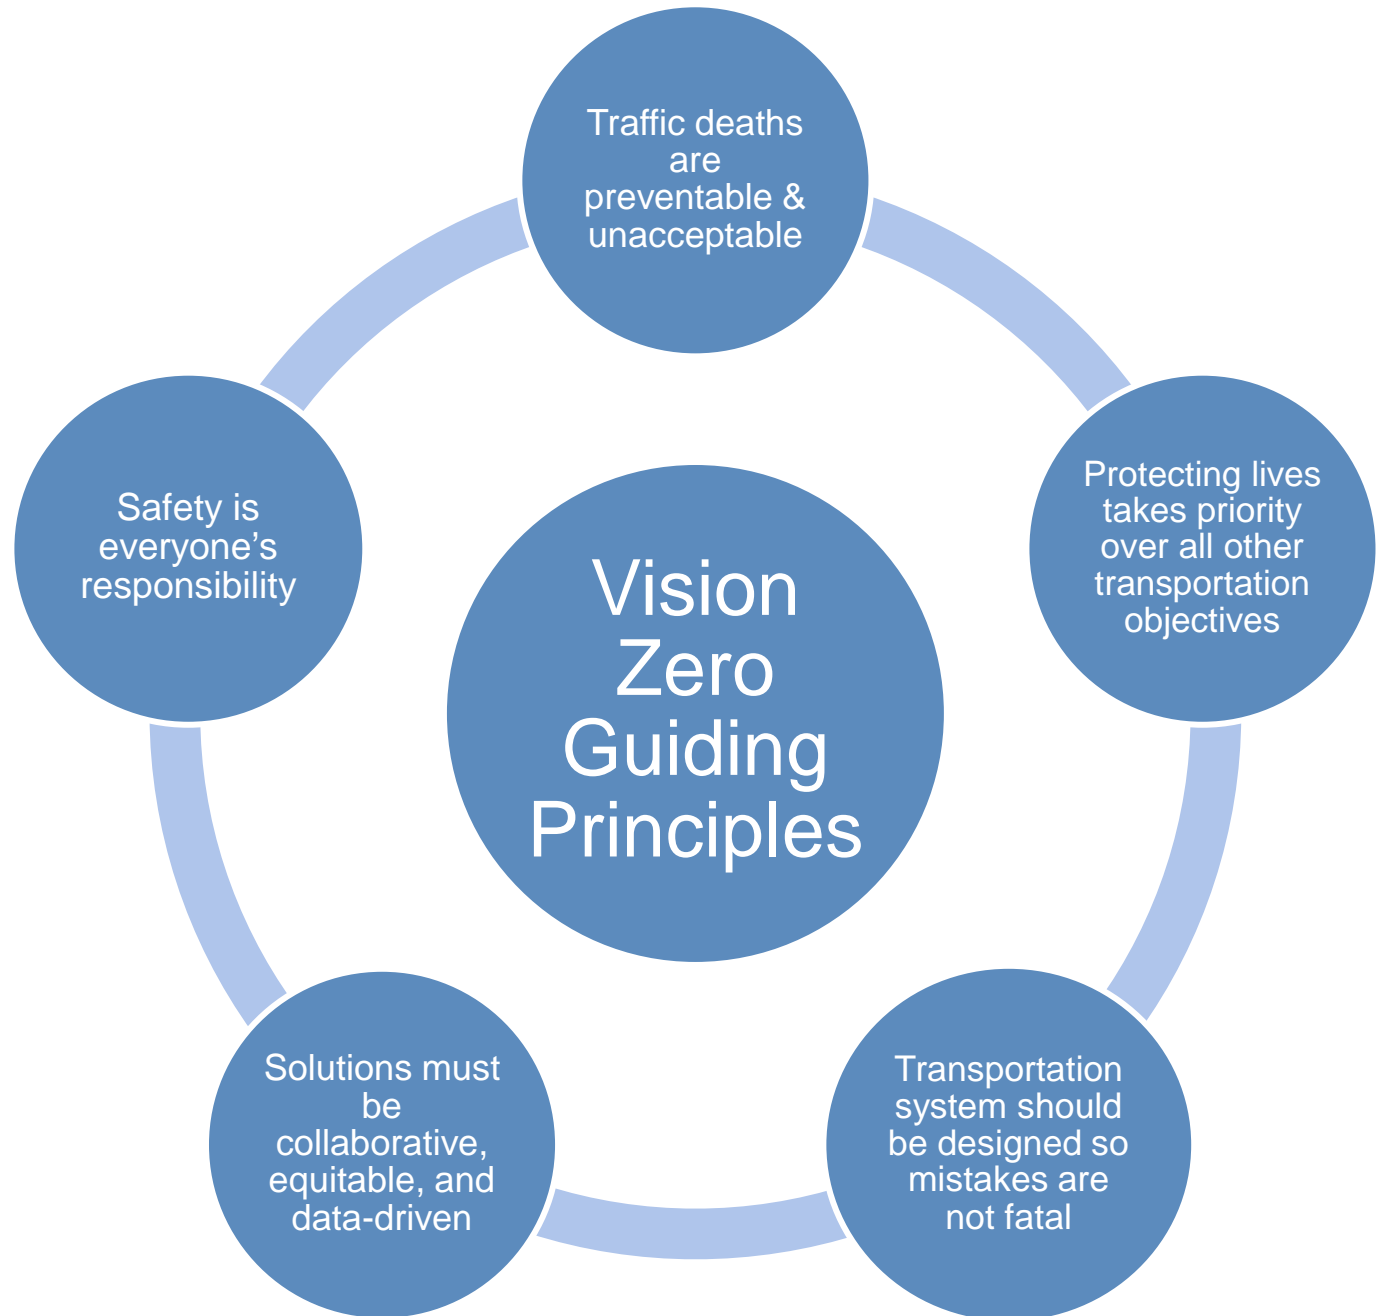 Traffic deaths
are
preventable &
unacceptable
Protecting lives
takes priority
over all other
transportation
objectives
Transportation
system should
be designed so
mistakes are
not fatal
Solutions must
be
collaborative,
equitable, and
data-driven
Safety is
everyone’s
responsibility
Vision
Zero
Guiding
Principles